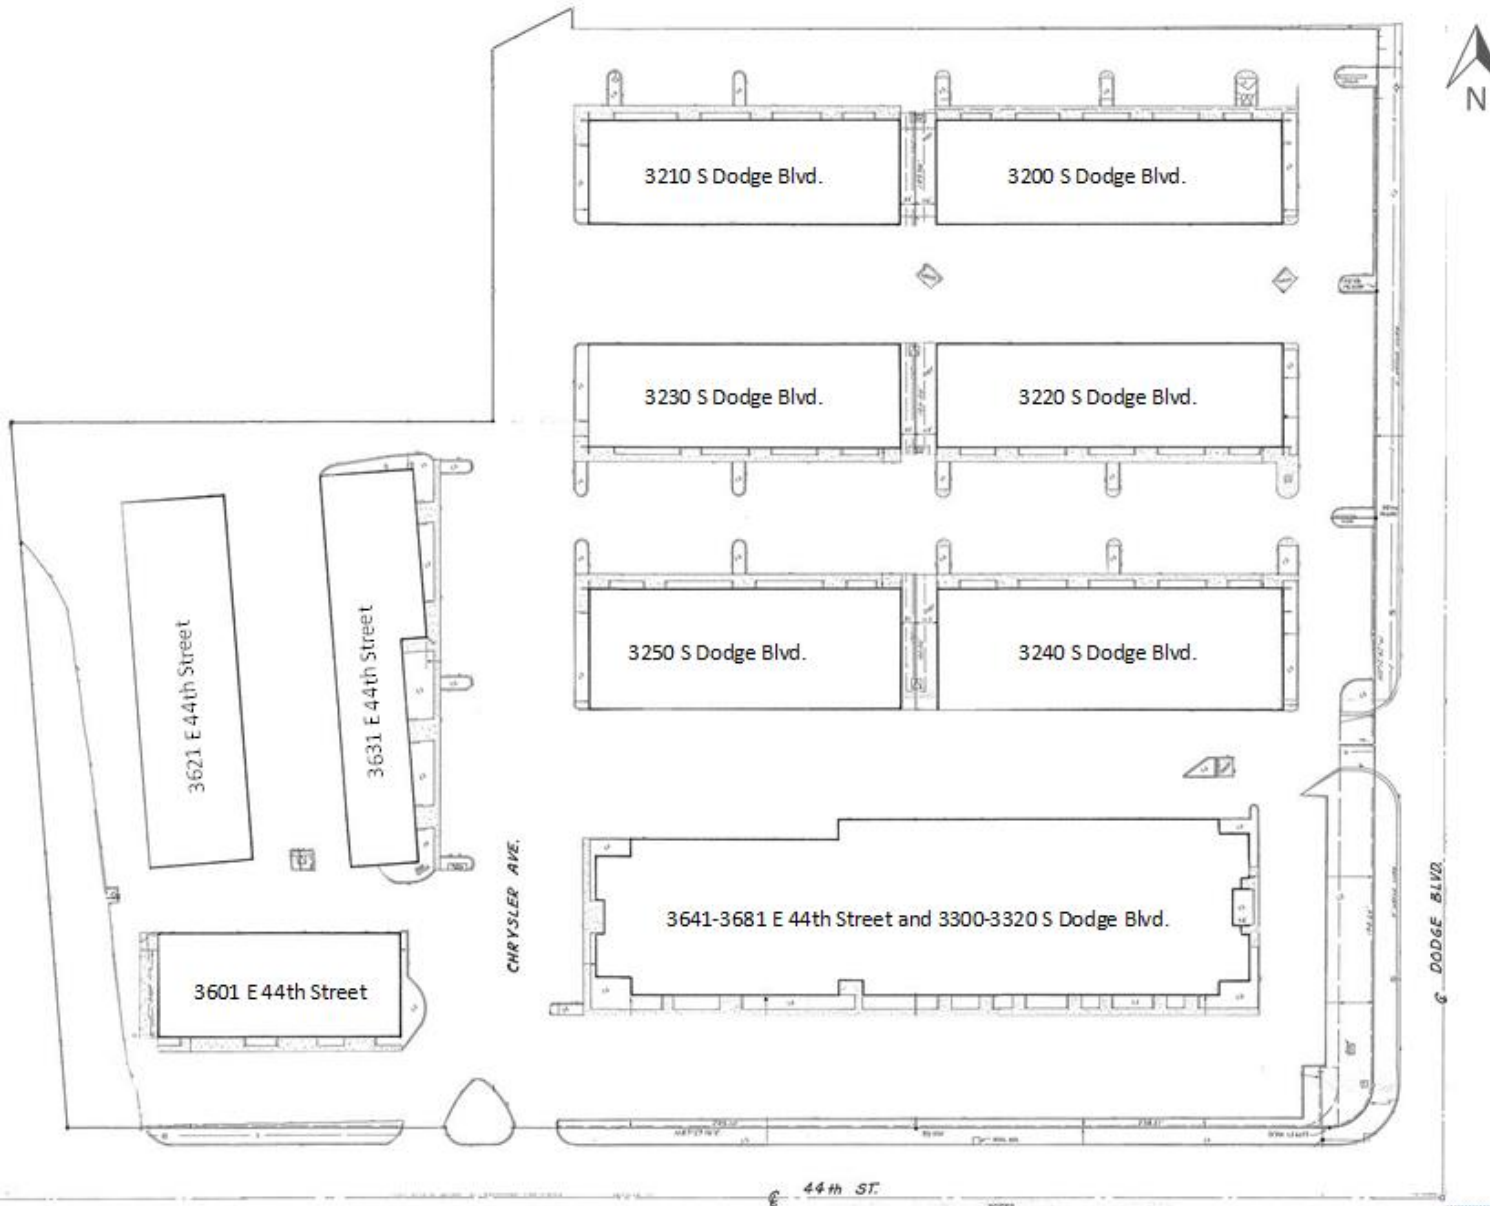 N
3210 S Dodge Blvd.
3200 S Dodge Blvd.
3230 S Dodge Blvd.
3220 S Dodge Blvd.
3250 S Dodge Blvd.
3240 S Dodge Blvd.
3621 E 44th Street
3631 E 44th Street
CHRYSLER AVE.
3641-3681 E 44th Street and 3300-3320 S Dodge Blvd.
DODGE BLVD.
3601 E 44th Street
44th ST.